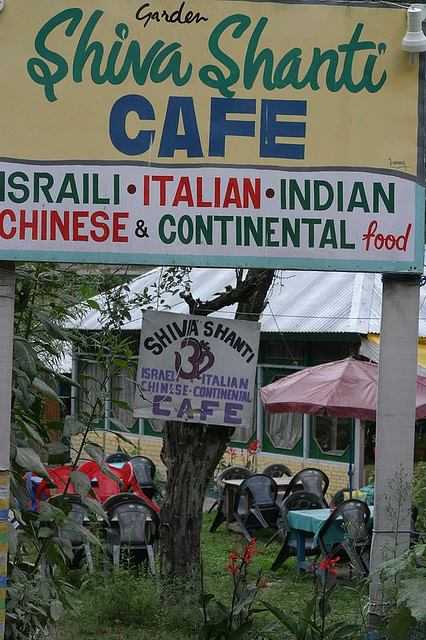 Garden
Shiva Shanti
CAFE
ISRAILI • ITALIAN • INDIAN
CHINESE & CONTINENTAL food
SHIVA SHANTI
ॐ
ISRAEL ITALIAN
CHINESE - CONTINENTAL
CAFE